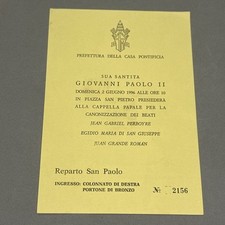 PREFETTURA DELLA CASA PONTIFICIA
SUA SANTITÀ
GIOVANNI PAOLO II
DOMENICA 2 GIUGNO 1996 ALLE ORE 10
IN PIAZZA SAN PIETRO PRESIEDERÀ
ALLA CAPPELLA PAPALE PER LA
CANONIZZAZIONE DEI BEATI
JEAN GABRIEL PERBOYRE
EGIDIO MARIA DI SAN GIUSEPPE
JUAN GRANDE ROMAN
Reparto San Paolo
INGRESSO: COLONNATO DI DESTRA
PORTONE DI BRONZO
№ 2156